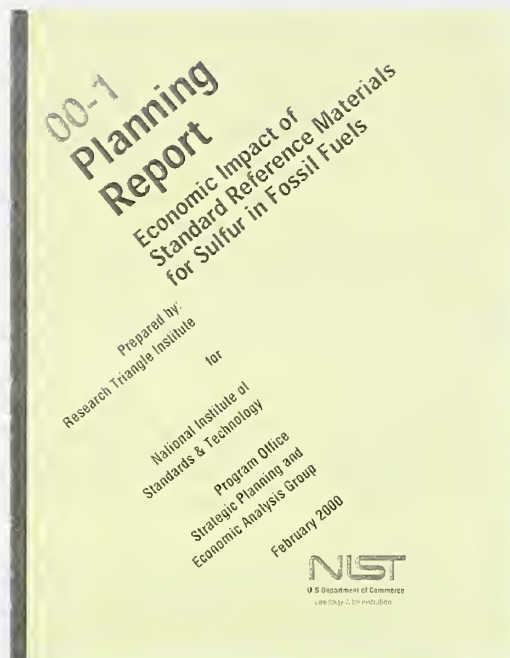 00-1
Planning
Report
Economic Impact of
Standard Reference Materials
for Sulfur in Fossil Fuels
Prepared by:
Research Triangle Institute
for
National Institute of
Standards & Technology
Program Office
Strategic Planning and
Economic Analysis Group
February 2000
NIST
U S Department of Commerce